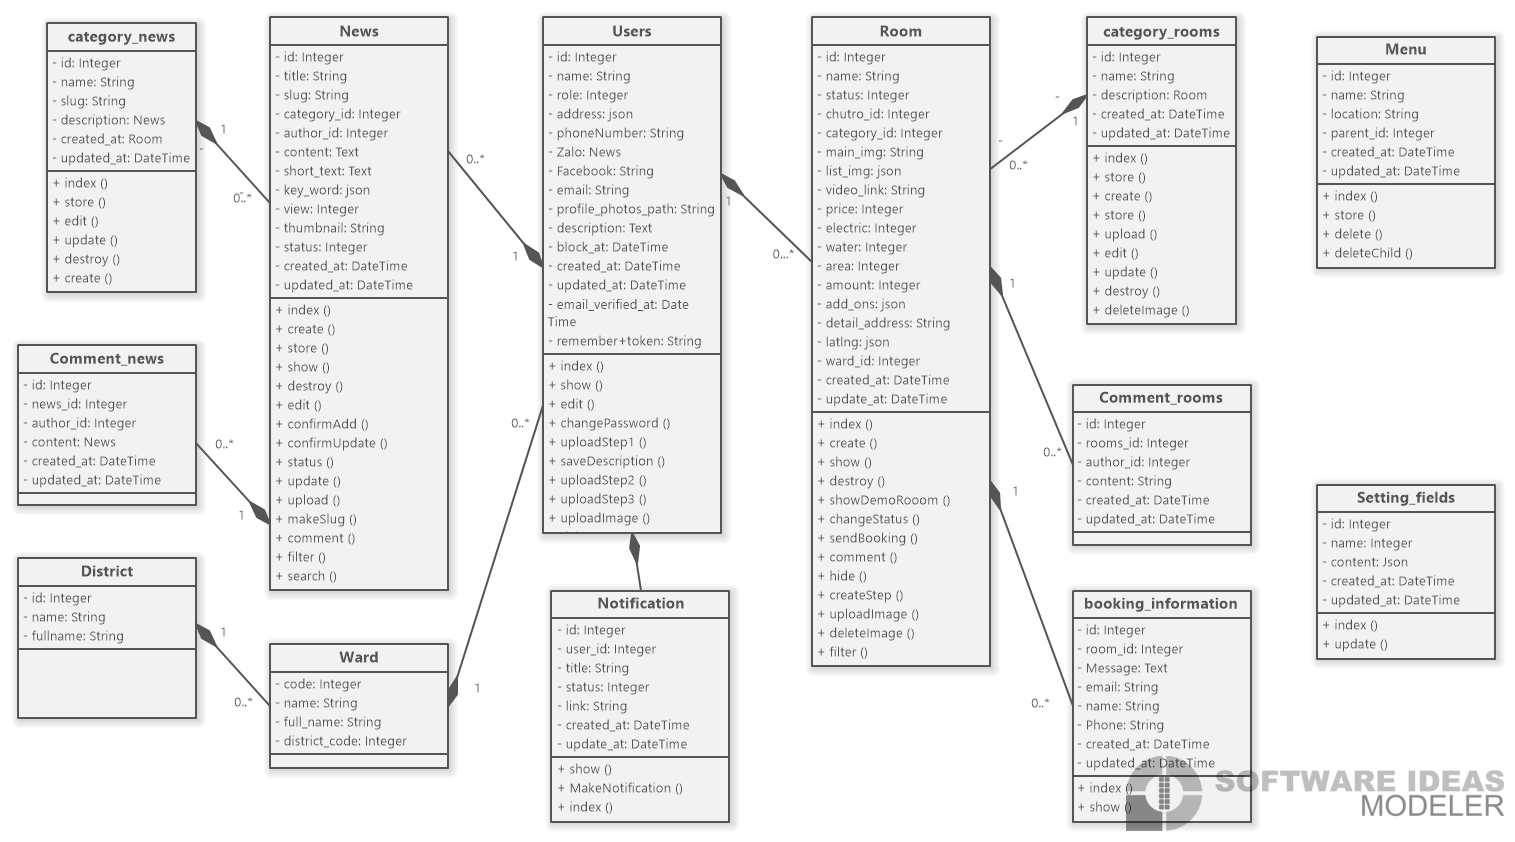 category_news
- id: Integer
- name: String
- slug: String
- description: News
- created_at: Room
- updated_at: DateTime
+ index ()
+ store ()
+ edit ()
+ update ()
+ destroy ()
+ create ()
1
-
0..*
-
News
- id: Integer
- title: String
- slug: String
- category_id: Integer
- author_id: Integer
- content: Text
- short_text: Text
- key_word: json
- view: Integer
- thumbnail: String
- status: Integer
- created_at: DateTime
- updated_at: DateTime
+ index ()
+ create ()
+ store ()
+ show ()
+ destroy ()
+ edit ()
+ confirmAdd ()
+ confirmUpdate ()
+ status ()
+ update ()
+ upload ()
+ makeSlug ()
+ comment ()
+ filter ()
+ search ()
0..*
1
Users
- id: Integer
- name: String
- role: Integer
- address: json
- phoneNumber: String
- Zalo: News
- Facebook: String
- email: String
- profile_photos_path: String
- description: Text
- block_at: DateTime
- created_at: DateTime
- updated_at: DateTime
- email_verified_at: Date
Time
- remember+token: String
+ index ()
+ show ()
+ edit ()
+ changePassword ()
+ uploadStep1 ()
+ saveDescription ()
+ uploadStep2 ()
+ uploadStep3 ()
+ uploadImage ()
1
0...*
Room
- id: Integer
- name: String
- status: Integer
- chutro_id: Integer
- category_id: Integer
- main_img: String
- list_img: json
- video_link: String
- price: Integer
- electric: Integer
- water: Integer
- area: Integer
- amount: Integer
- add_ons: json
- detail_address: String
- latlng: json
- ward_id: Integer
- created_at: DateTime
- update_at: DateTime
+ index ()
+ create ()
+ show ()
+ destroy ()
+ showDemoRooom ()
+ changeStatus ()
+ sendBooking ()
+ comment ()
+ hide ()
+ createStep ()
+ uploadImage ()
+ deleteImage ()
+ filter ()
-
1
-
0..*
category_rooms
- id: Integer
- name: String
- description: Room
- created_at: DateTime
- updated_at: DateTime
+ index ()
+ store ()
+ create ()
+ store ()
+ upload ()
+ edit ()
+ update ()
+ destroy ()
+ deleteImage ()
Menu
- id: Integer
- name: String
- location: String
- parent_id: Integer
- created_at: DateTime
- updated_at: DateTime
+ index ()
+ store ()
+ delete ()
+ deleteChild ()
Comment_news
- id: Integer
- news_id: Integer
- author_id: Integer
- content: News
- created_at: DateTime
- updated_at: DateTime
0..*
1
1
0..*
Comment_rooms
- id: Integer
- rooms_id: Integer
- author_id: Integer
- content: String
- created_at: DateTime
- updated_at: DateTime
Setting_fields
- id: Integer
- name: Integer
- content: Json
- created_at: DateTime
- updated_at: DateTime
+ index ()
+ update ()
District
- id: Integer
- name: String
- fullname: String
1
0..*
Ward
- code: Integer
- name: String
- full_name: String
- district_code: Integer
0..*
1
Notification
- id: Integer
- user_id: Integer
- title: String
- status: Integer
- link: String
- created_at: DateTime
- update_at: DateTime
+ show ()
+ MakeNotification ()
+ index ()
1
0..*
booking_information
- id: Integer
- room_id: Integer
- Message: Text
- email: String
- name: String
- Phone: String
- created_at: DateTime
- updated_at: DateTime
+ index ()
+ show ()
SOFTWARE IDEAS
MODELER